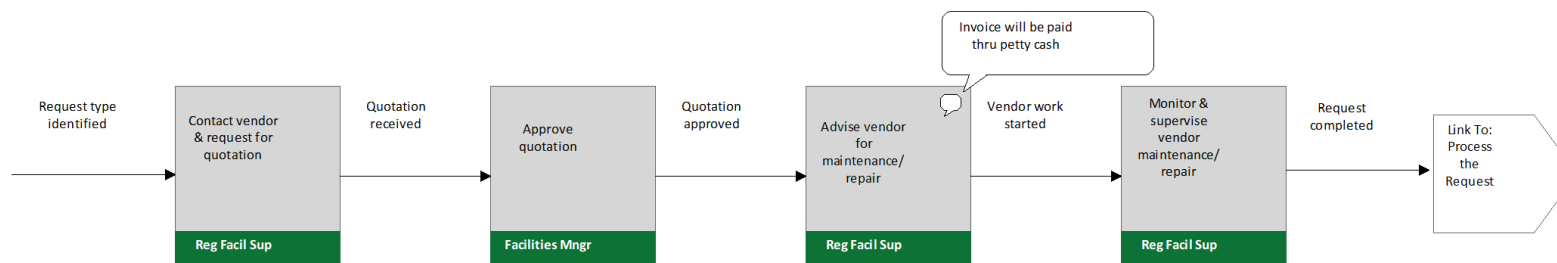 Invoice will be paid
thru petty cash
Request type
identified
Contact vendor
& request for
quotation
Reg Facil Sup
Quotation
received
Approve
quotation
Facilities Mngr
Quotation
approved
Advise vendor
for
maintenance/
repair
Reg Facil Sup
Vendor work
started
Monitor &
supervise
vendor
maintenance/
repair
Reg Facil Sup
Request
completed
Link To:
Process
the
Request